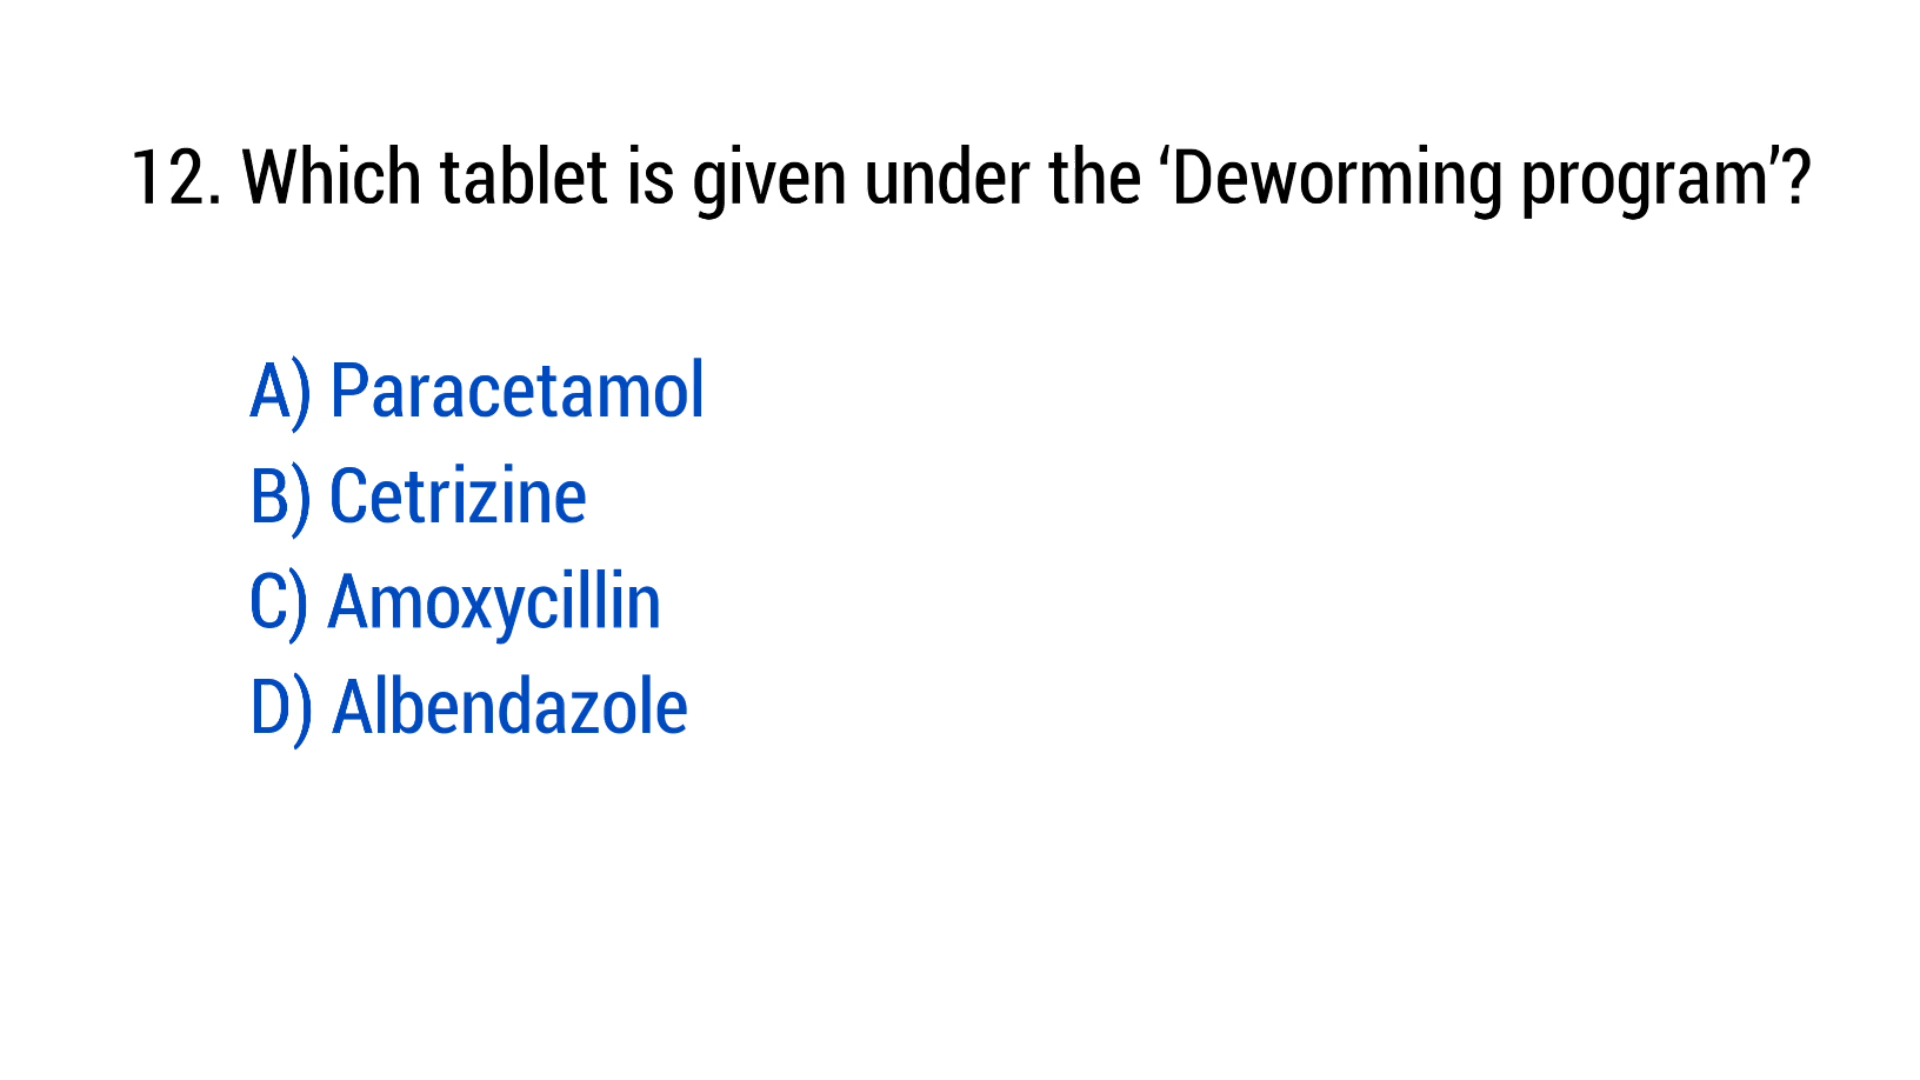 12. Which tablet is given under the ‘Deworming program’?
A) Paracetamol
B) Cetrizine
C) Amoxycillin
D) Albendazole